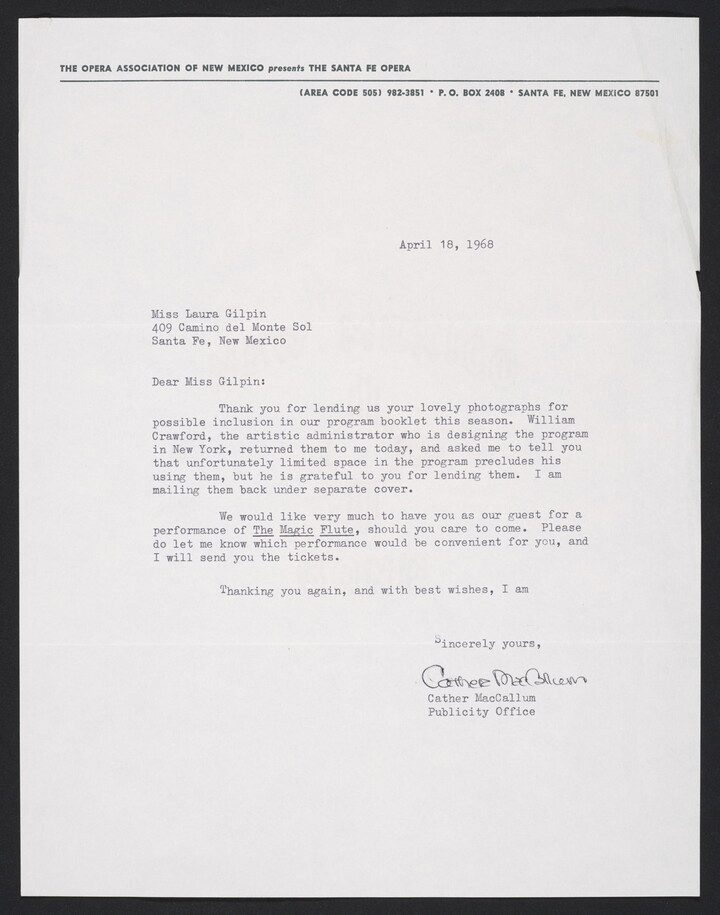 THE OPERA ASSOCIATION OF NEW MEXICO presents THE SANTA FE OPERA
(AREA CODE 505) 982-3851 • P. O. BOX 2408 • SANTA FE, NEW MEXICO 87501
April 18, 1968
Miss Laura Gilpin
409 Camino del Monte Sol
Santa Fe, New Mexico
Dear Miss Gilpin:
Thank you for lending us your lovely photographs for
possible inclusion in our program booklet this season. William
Crawford, the artistic administrator who is designing the program
in New York, returned them to me today, and asked me to tell you
that unfortunately limited space in the program precludes his
using them, but he is grateful to you for lending them. I am
mailing them back under separate cover.
We would like very much to have you as our guest for a
performance of The Magic Flute, should you care to come. Please
do let me know which performance would be convenient for you, and
I will send you the tickets.
Thanking you again, and with best wishes, I am
Sincerely yours,
Cather MacCallum
Cather MacCallum
Publicity Office